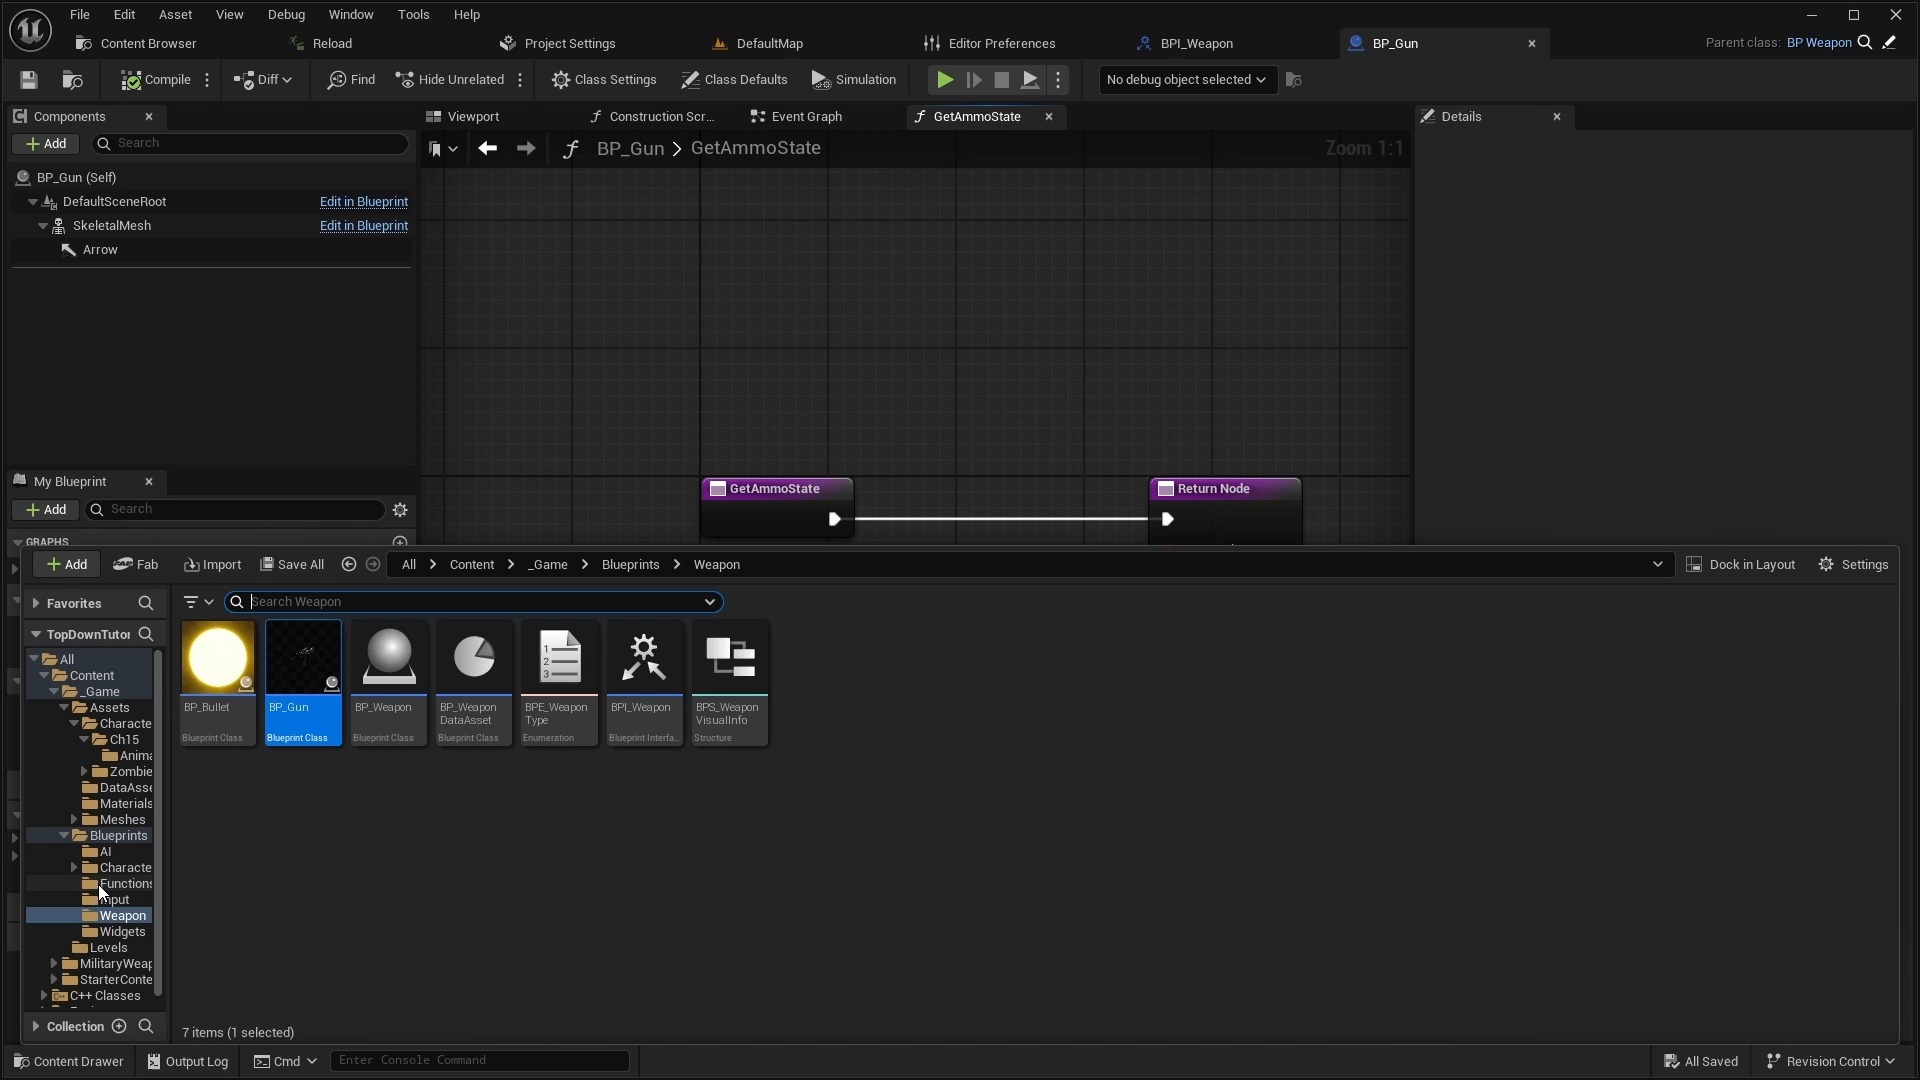 File Edit Asset View Debug Window Tools Help
Content Browser Reload Project Settings DefaultMap Editor Preferences BPI_Weapon BP_Gun Parent class: BP Weapon
Compile Diff Find Hide Unrelated Class Settings Class Defaults Simulation No debug object selected
Components
Add Search
BP_Gun (Self)
DefaultSceneRoot Edit in Blueprint
SkeletalMesh Edit in Blueprint
Arrow
My Blueprint
Add Search
GRAPHS
Viewport Construction Scr... Event Graph GetAmmoState
BP_Gun > GetAmmoState Zoom 1:1
GetAmmoState
Return Node
Details
Add Fab Import Save All All Content _Game Blueprints Weapon Dock in Layout Settings
Favorites
TopDownTutor
All
Content
_Game
Assets
Characte
Ch15
Anima
Zombie
DataAsse
Materials
Meshes
Blueprints
AI
Characte
Functions
Input
Weapon
Widgets
Levels
MilitaryWeap
StarterConte
C++ Classes
Collection
Search Weapon
BP_Bullet
Blueprint Class
BP_Gun
Blueprint Class
BP_Weapon
Blueprint Class
BP_Weapon
DataAsset
Blueprint Class
BPE_Weapon
Type
Enumeration
BPI_Weapon
Blueprint Interfa...
BPS_Weapon
VisualInfo
Structure
7 items (1 selected)
Content Drawer Output Log Cmd Enter Console Command All Saved Revision Control